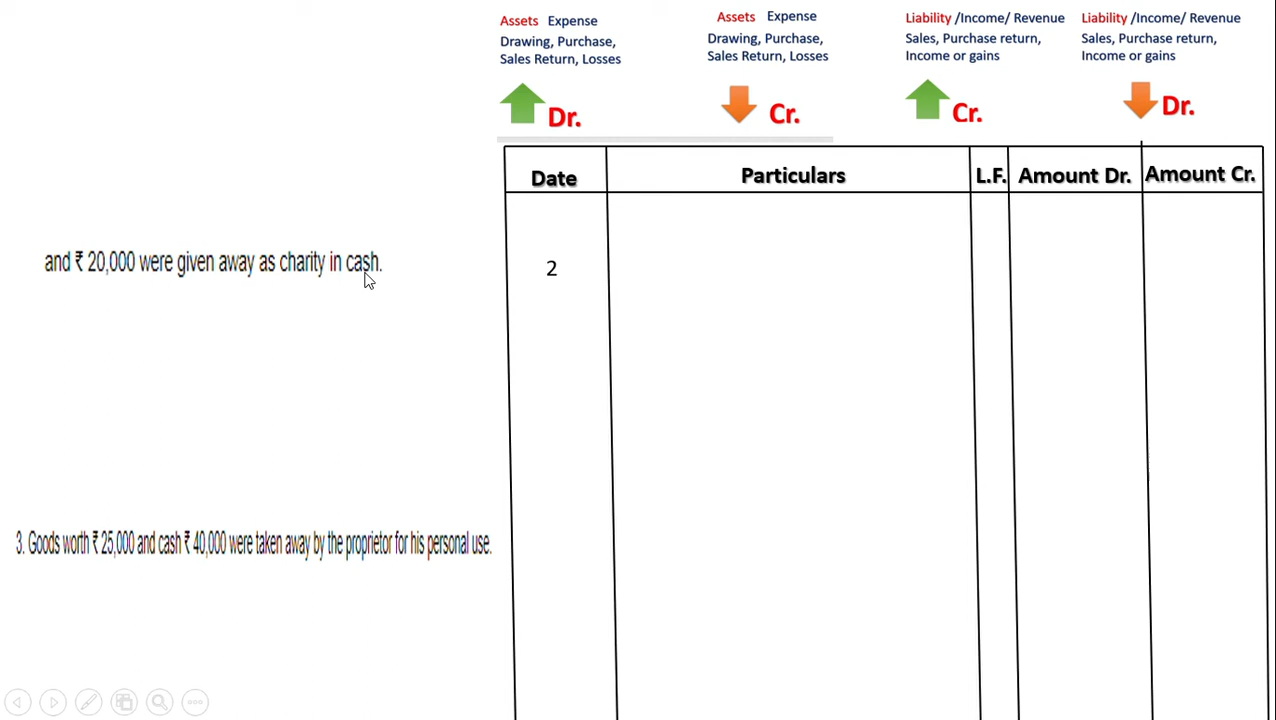 Assets Expense
Drawing, Purchase,
Sales Return, Losses
Dr.
Assets Expense
Drawing, Purchase,
Sales Return, Losses
Cr.
Liability /Income/ Revenue
Sales, Purchase return,
Income or gains
Cr.
Liability /Income/ Revenue
Sales, Purchase return,
Income or gains
Dr.
Date Particulars L.F. Amount Dr. Amount Cr.
and ₹ 20,000 were given away as charity in cash.
2
3. Goods worth ₹ 25,000 and cash ₹ 40,000 were taken away by the proprietor for his personal use.